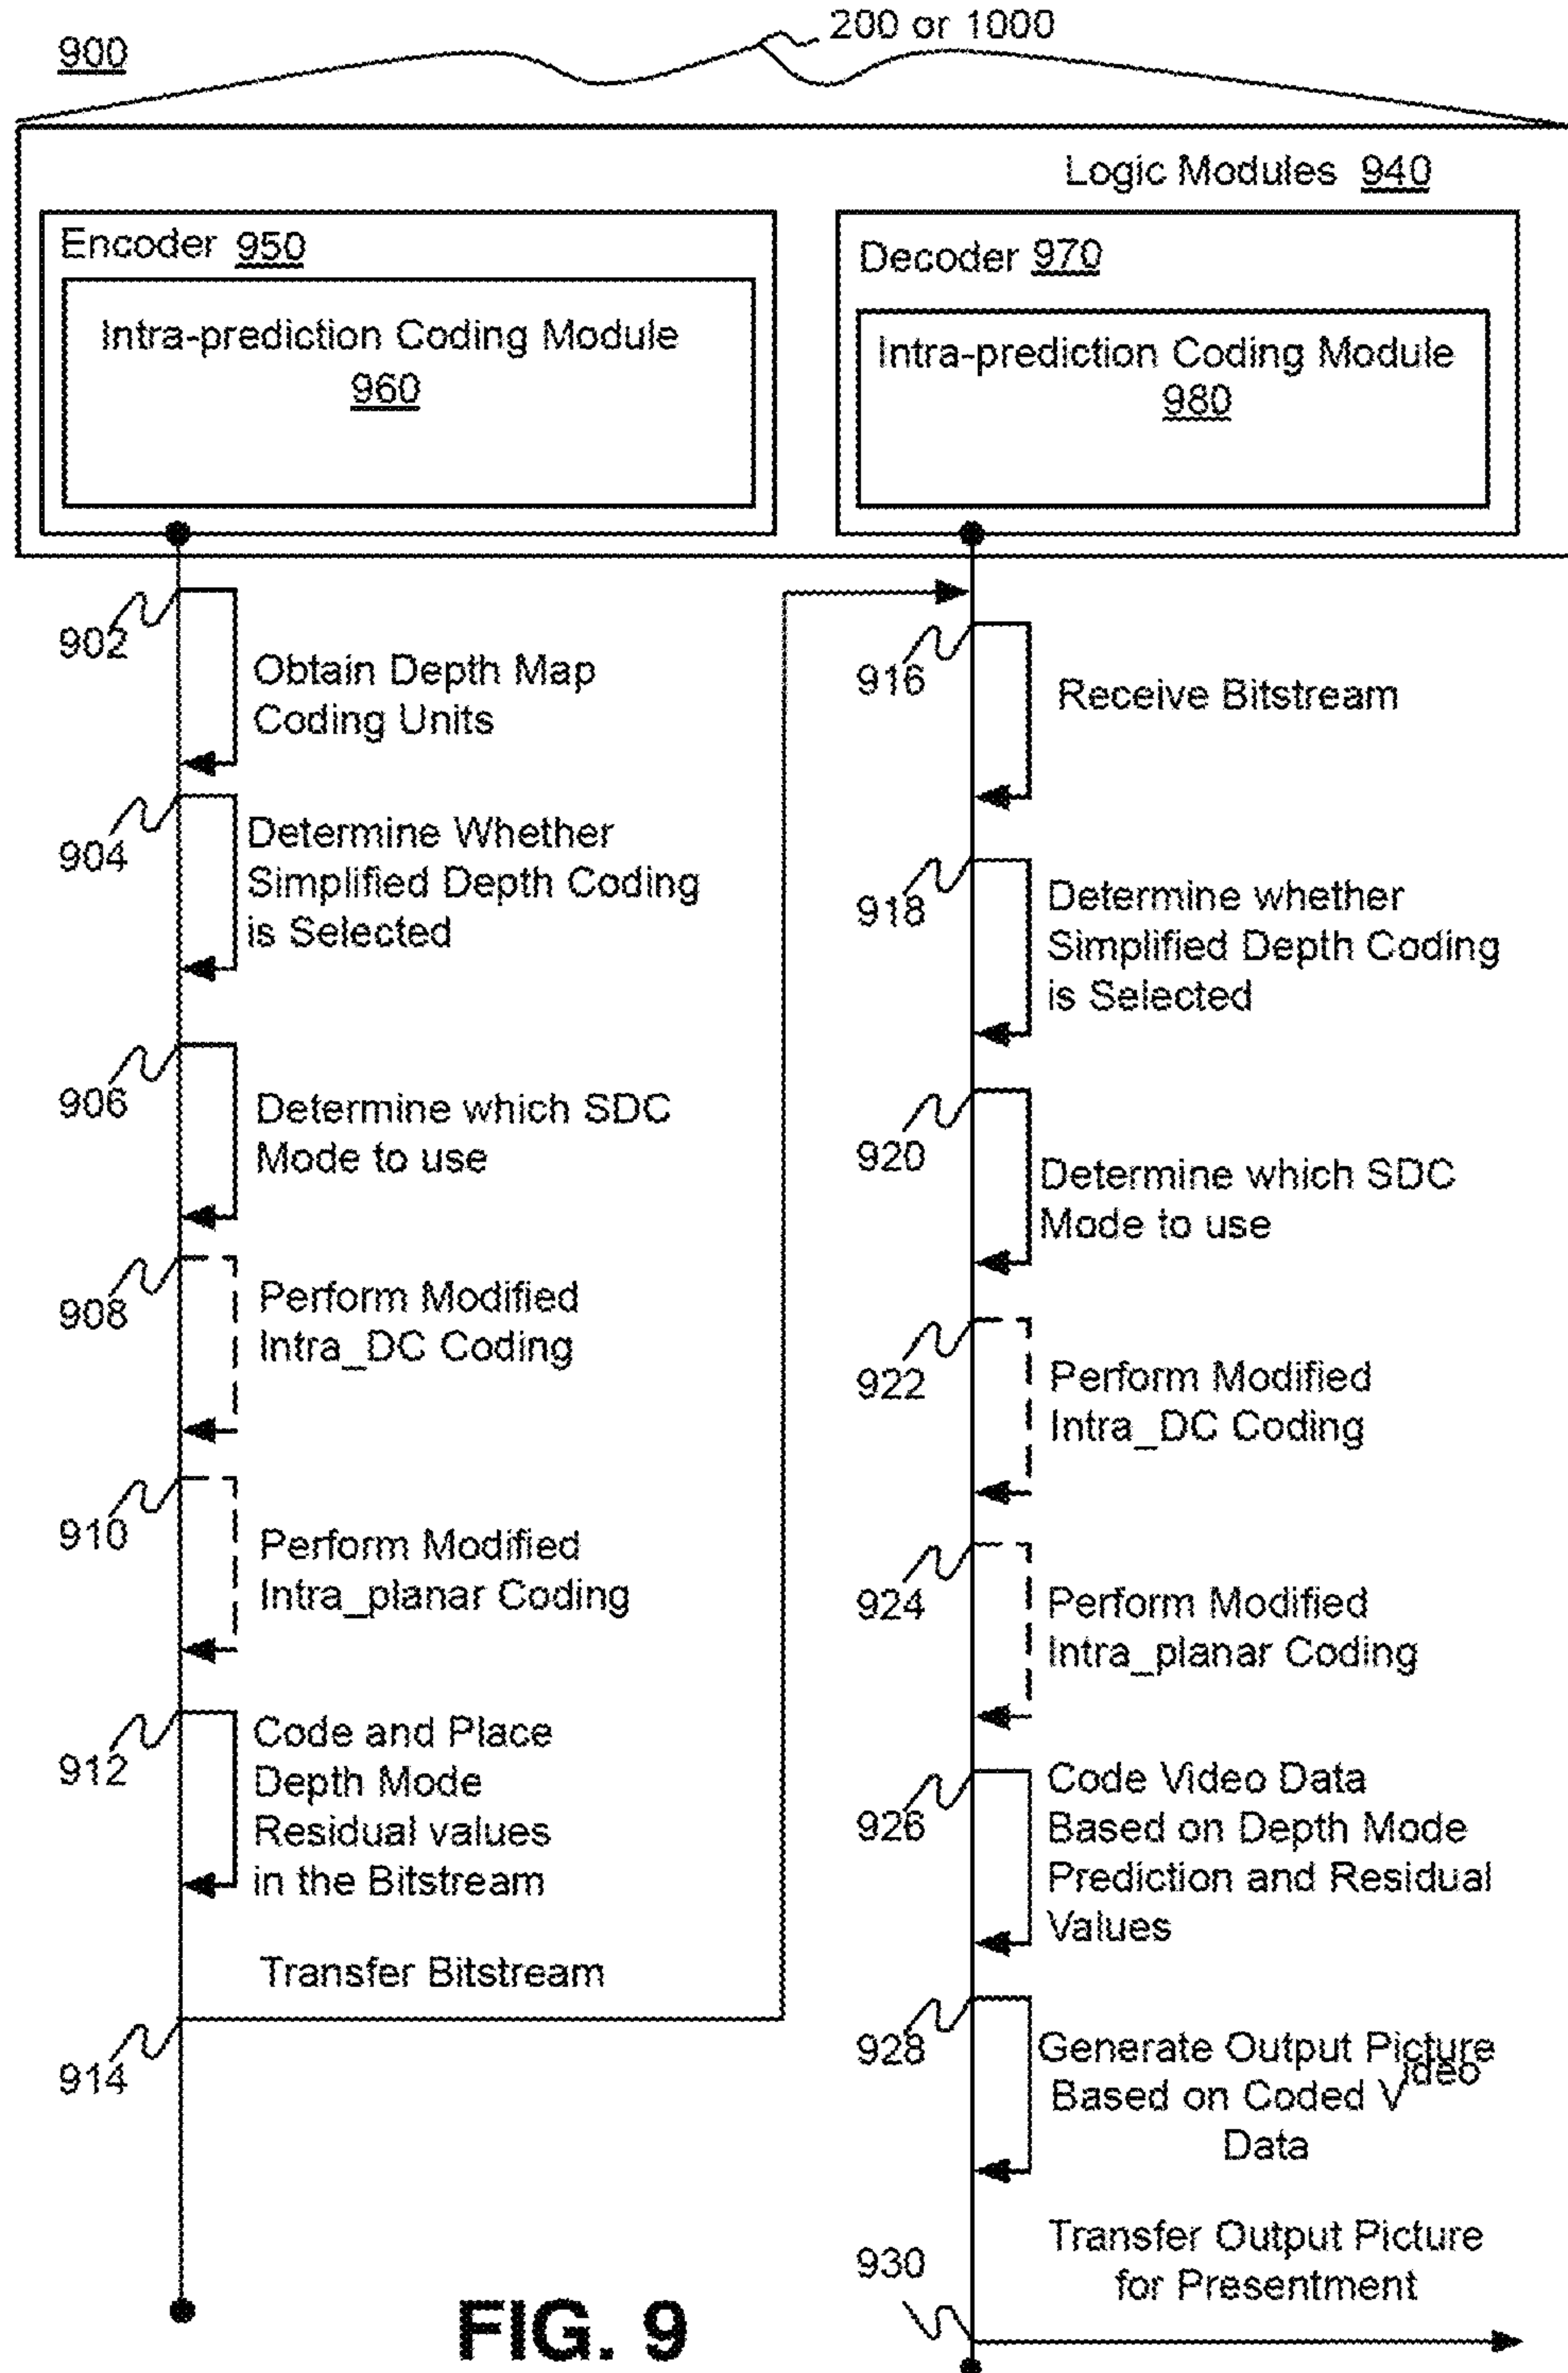 900
200 or 1000
Logic Modules 940
Encoder 950
Intra-prediction Coding Module
960
Decoder 970
Intra-prediction Coding Module
980
902
Obtain Depth Map
Coding Units
904
Determine Whether
Simplified Depth Coding
is Selected
906
Determine which SDC
Mode to use
908
Perform Modified
Intra_DC Coding
910
Perform Modified
Intra_planar Coding
912
Code and Place
Depth Mode
Residual values
in the Bitstream
Transfer Bitstream
914
916
Receive Bitstream
918
Determine whether
Simplified Depth Coding
is Selected
920
Determine which SDC
Mode to use
922
Perform Modified
Intra_DC Coding
924
Perform Modified
Intra_planar Coding
926
Code Video Data
Based on Depth Mode
Prediction and Residual
Values
928
Generate Output Picture
Based on Coded Video
Data
930
Transfer Output Picture
for Presentment
FIG. 9